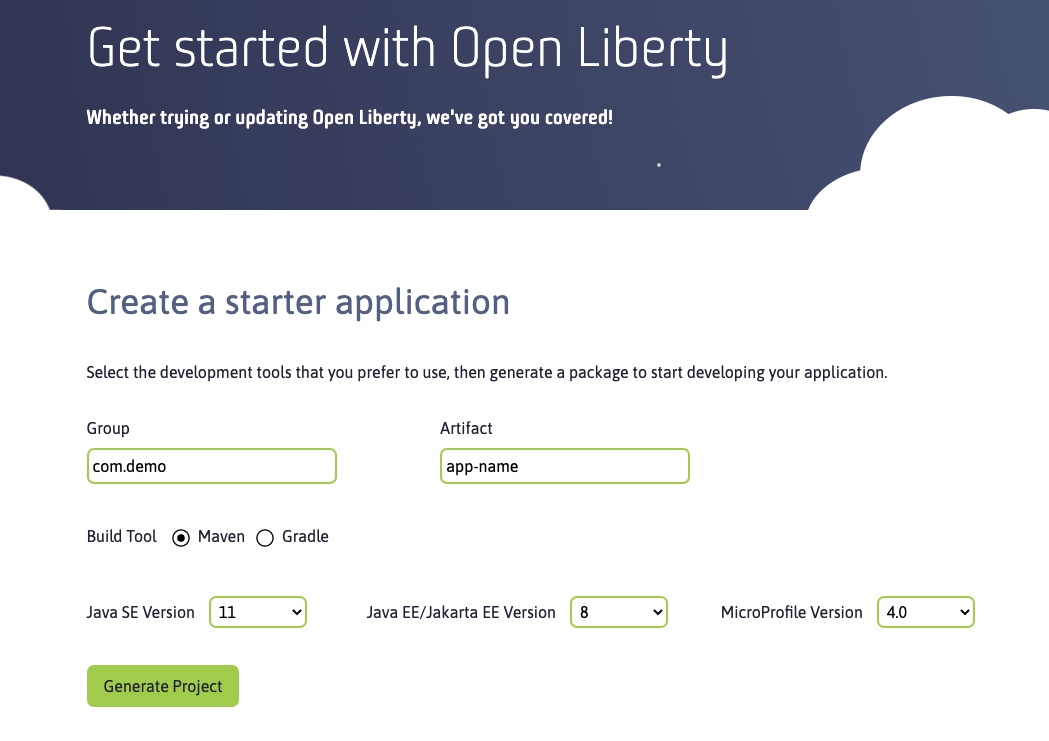 Get started with Open Liberty
Whether trying or updating Open Liberty, we've got you covered!
Create a starter application
Select the development tools that you prefer to use, then generate a package to start developing your application.
Group Artifact
com.demo app-name
Build Tool Maven Gradle
Java SE Version 11 Java EE/Jakarta EE Version 8 MicroProfile Version 4.0
Generate Project